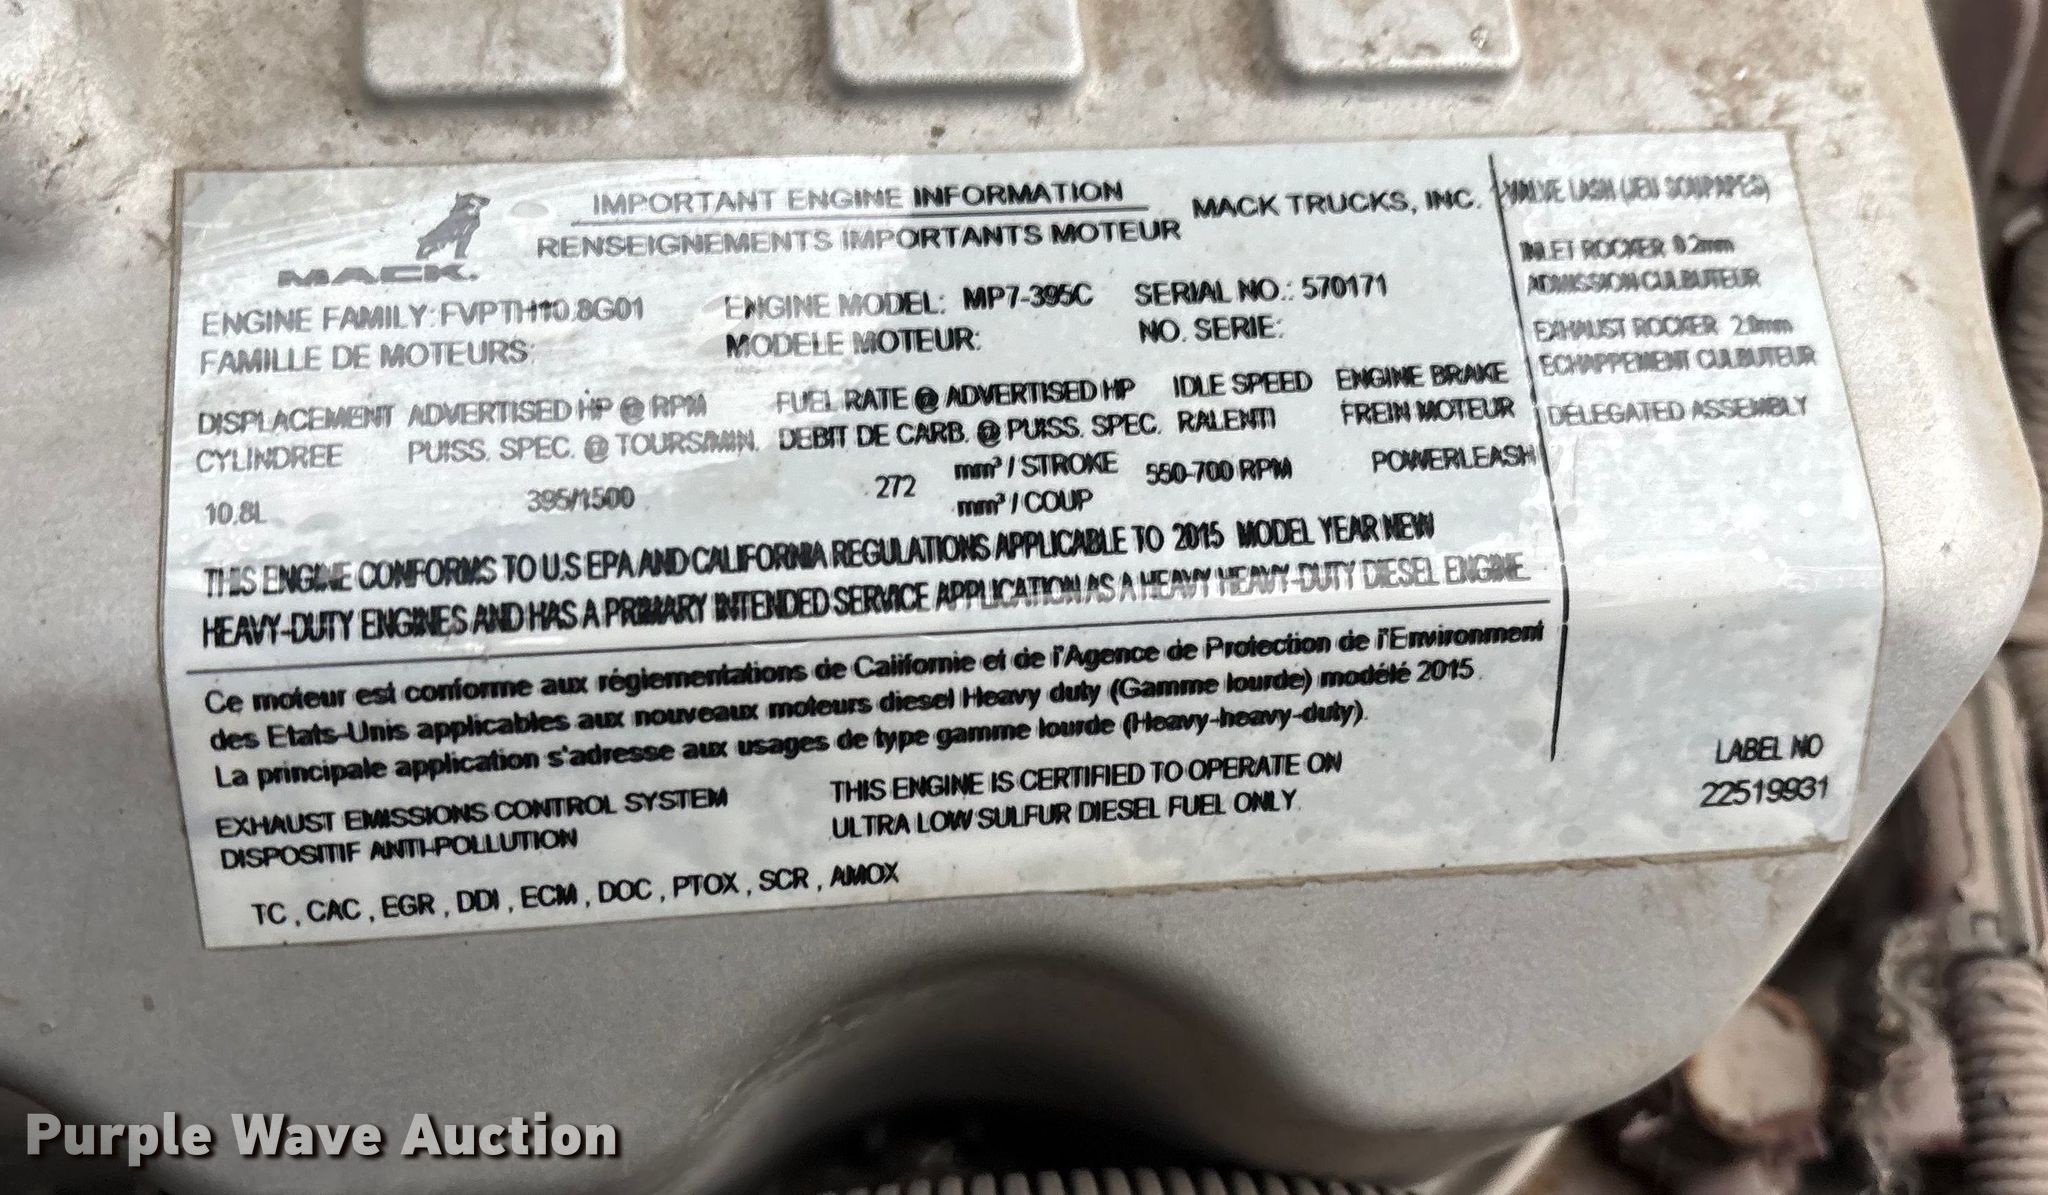 IMPORTANT ENGINE INFORMATION
RENSEIGNEMENTS IMPORTANTS MOTEUR
MACK TRUCKS, INC.
MACK.
ENGINE FAMILY: FVPTH10.8G01
FAMILLE DE MOTEURS:
ENGINE MODEL: MP7-395C
MODELE MOTEUR:
SERIAL NO.: 570171
NO. SERIE:
DISPLACEMENT
CYLINDREE
10.8L
ADVERTISED HP @ RPM
PUISS. SPEC. @ TOURS/MIN.
395/1500
FUEL RATE @ ADVERTISED HP
DEBIT DE CARB. @ PUISS. SPEC.
272 mm³ / STROKE
mm³ / COUP
IDLE SPEED
RALENTI
550-700 RPM
ENGINE BRAKE
FREIN MOTEUR
POWERLEASH
THIS ENGINE CONFORMS TO U.S EPA AND CALIFORNIA REGULATIONS APPLICABLE TO 2015 MODEL YEAR NEW
HEAVY-DUTY ENGINES AND HAS A PRIMARY INTENDED SERVICE APPLICATION AS A HEAVY HEAVY-DUTY DIESEL ENGINE
Ce moteur est conforme aux réglementations de Californie et de l'Agence de Protection de l'Environment
des Etats-Unis applicables aux nouveaux moteurs diesel Heavy duty (Gamme lourde) modélé 2015.
La principale application s'adresse aux usages de type gamme lourde (Heavy-heavy-duty).
EXHAUST EMISSIONS CONTROL SYSTEM
DISPOSITIF ANTI-POLLUTION
TC , CAC , EGR , DDI , ECM , DOC , PTOX , SCR , AMOX
THIS ENGINE IS CERTIFIED TO OPERATE ON
ULTRA LOW SULFUR DIESEL FUEL ONLY.
VALVE LASH (JEU SOUPAPES)
INLET ROCKER 0.2mm
ADMISSION CULBUTEUR
EXHAUST ROCKER 2.0mm
ECHAPPEMENT CULBUTEUR
DELEGATED ASSEMBLY
LABEL NO
22519931
Purple Wave Auction